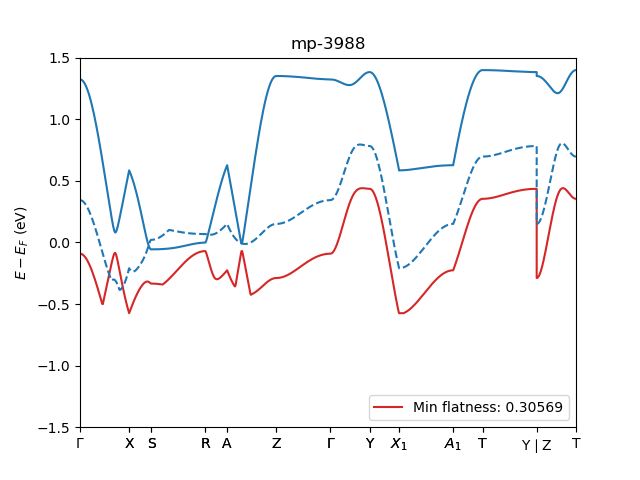 mp-3988
E − E_F (eV)
1.5
1.0
0.5
0.0
−0.5
−1.0
−1.5
Min flatness: 0.30569
Γ X S R A Z Γ Y X₁ A₁ T Y | Z T